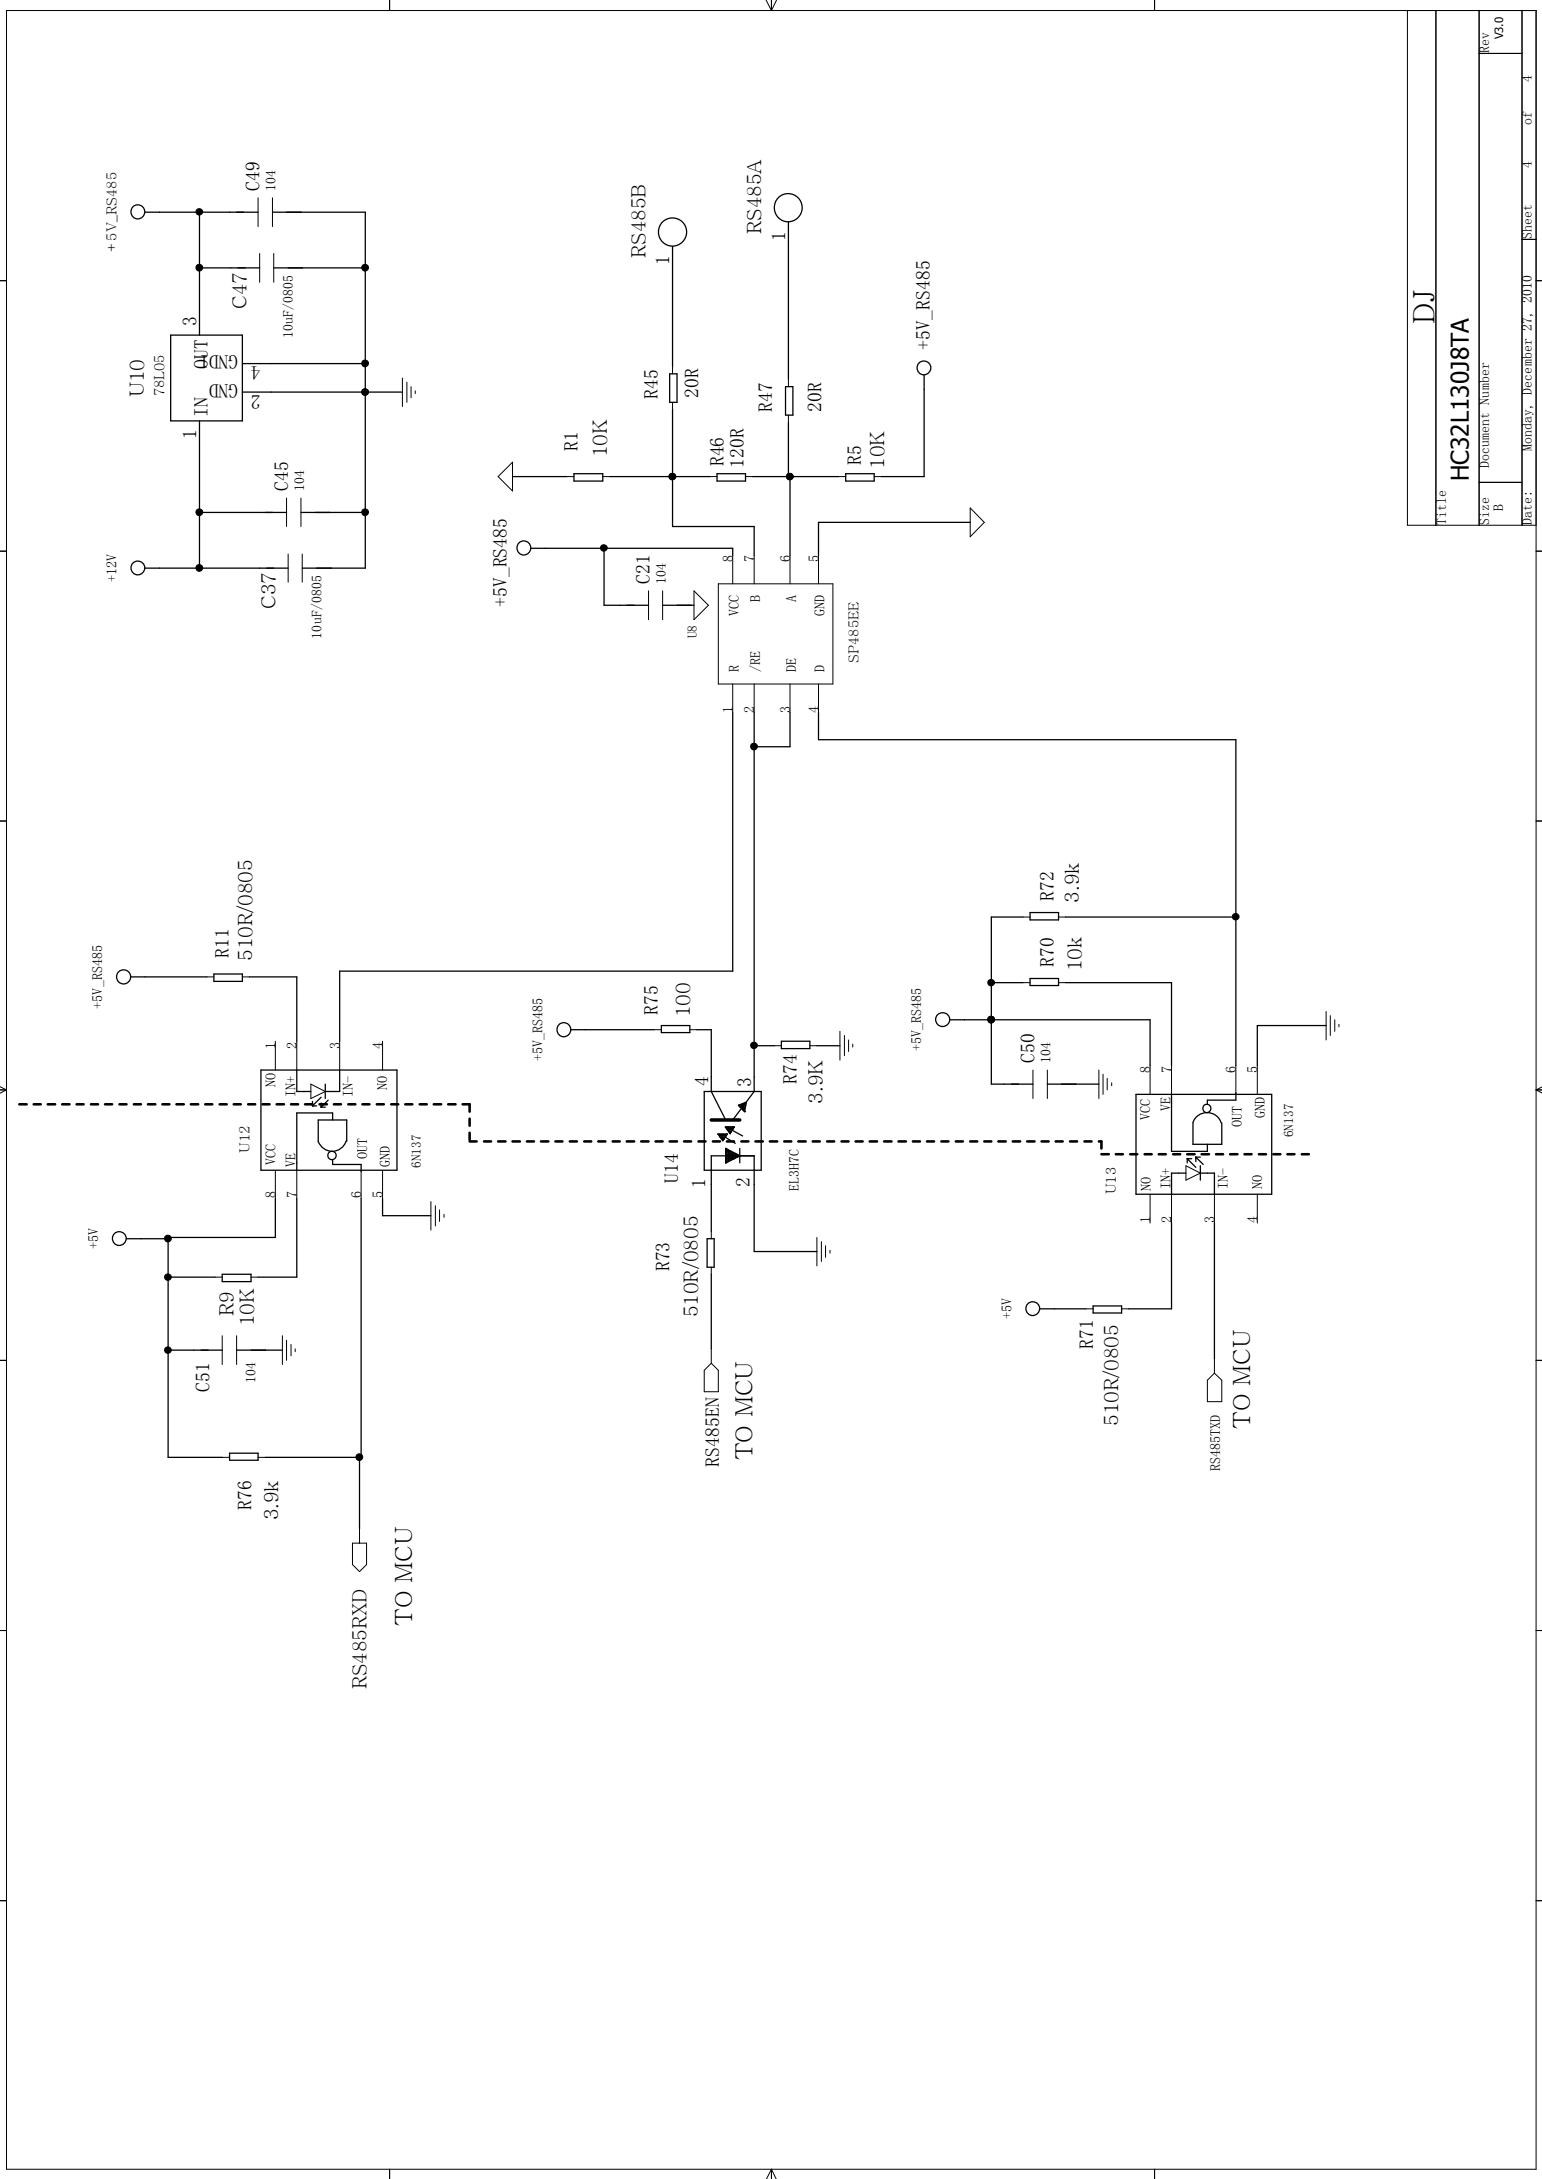 +12V
C37
10uF/0805
C45
104
U10
78L05
1
IN
OUT
3
GND
2
GND
4
C47
10uF/0805
C49
104
+5V_RS485
RS485RXD
TO MCU
R76
3.9k
C51
104
R9
10K
+5V
U12
8
VCC
7
VE
6
OUT
5
GND
NO
1
IN+
2
IN-
3
NO
4
6N137
R11
510R/0805
+5V_RS485
RS485EN
TO MCU
R73
510R/0805
U14
1
2
4
3
EL3H7C
R75
100
+5V_RS485
R74
3.9K
RS485TXD
TO MCU
R71
510R/0805
+5V
U13
1
NO
2
IN+
3
IN-
4
NO
VCC
8
VE
7
OUT
6
GND
5
6N137
C50
104
+5V_RS485
R70
10k
R72
3.9k
U8
1
R
2
/RE
3
DE
4
D
VCC
8
B
7
A
6
GND
5
SP485EE
C21
104
+5V_RS485
R1
10K
R46
120R
R5
10K
+5V_RS485
R45
20R
R47
20R
1
RS485B
1
RS485A
DJ
Title
HC32L130J8TA
Size
B
Document Number
Rev
V3.0
Date:
Monday, December 27, 2010
Sheet
4
of
4